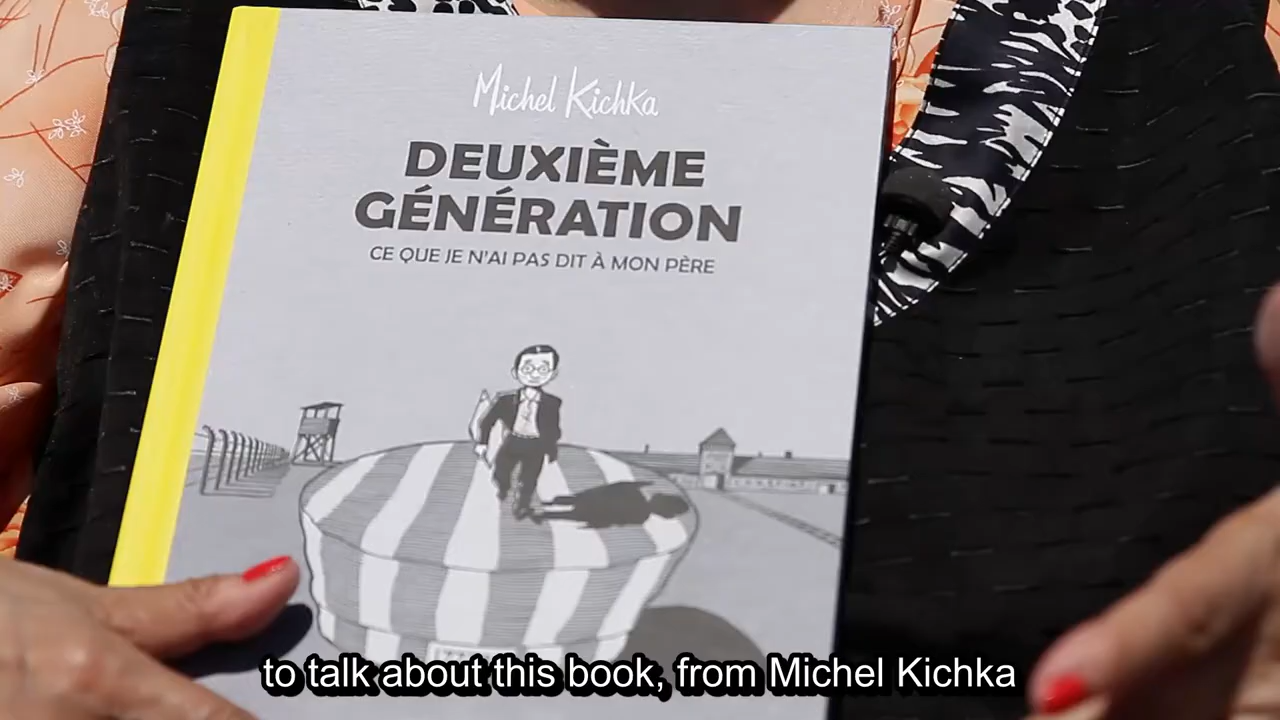 Michel Kichka
DEUXIÈME
GÉNÉRATION
CE QUE JE N'AI PAS DIT À MON PÈRE
to talk about this book, from Michel Kichka